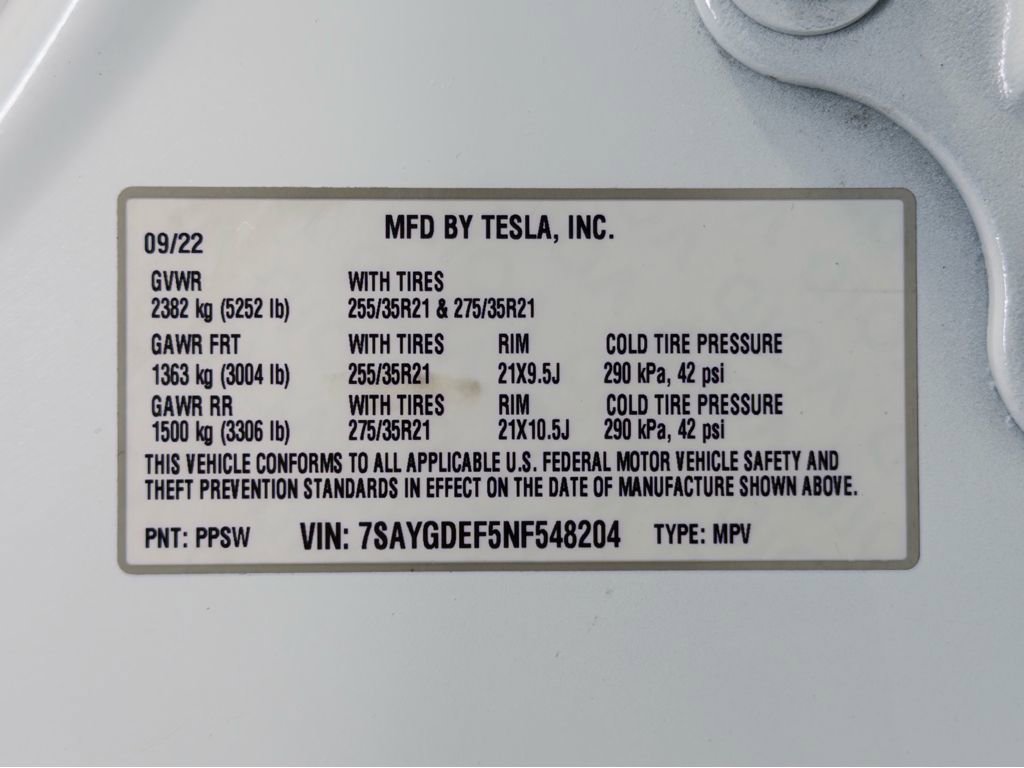 MFD BY TESLA, INC.
09/22
GVWR WITH TIRES
2382 kg (5252 lb) 255/35R21 & 275/35R21
GAWR FRT WITH TIRES RIM COLD TIRE PRESSURE
1363 kg (3004 lb) 255/35R21 21X9.5J 290 kPa, 42 psi
GAWR RR WITH TIRES RIM COLD TIRE PRESSURE
1500 kg (3306 lb) 275/35R21 21X10.5J 290 kPa, 42 psi
THIS VEHICLE CONFORMS TO ALL APPLICABLE U.S. FEDERAL MOTOR VEHICLE SAFETY AND
THEFT PREVENTION STANDARDS IN EFFECT ON THE DATE OF MANUFACTURE SHOWN ABOVE.
PNT: PPSW VIN: 7SAYGDEF5NF548204 TYPE: MPV